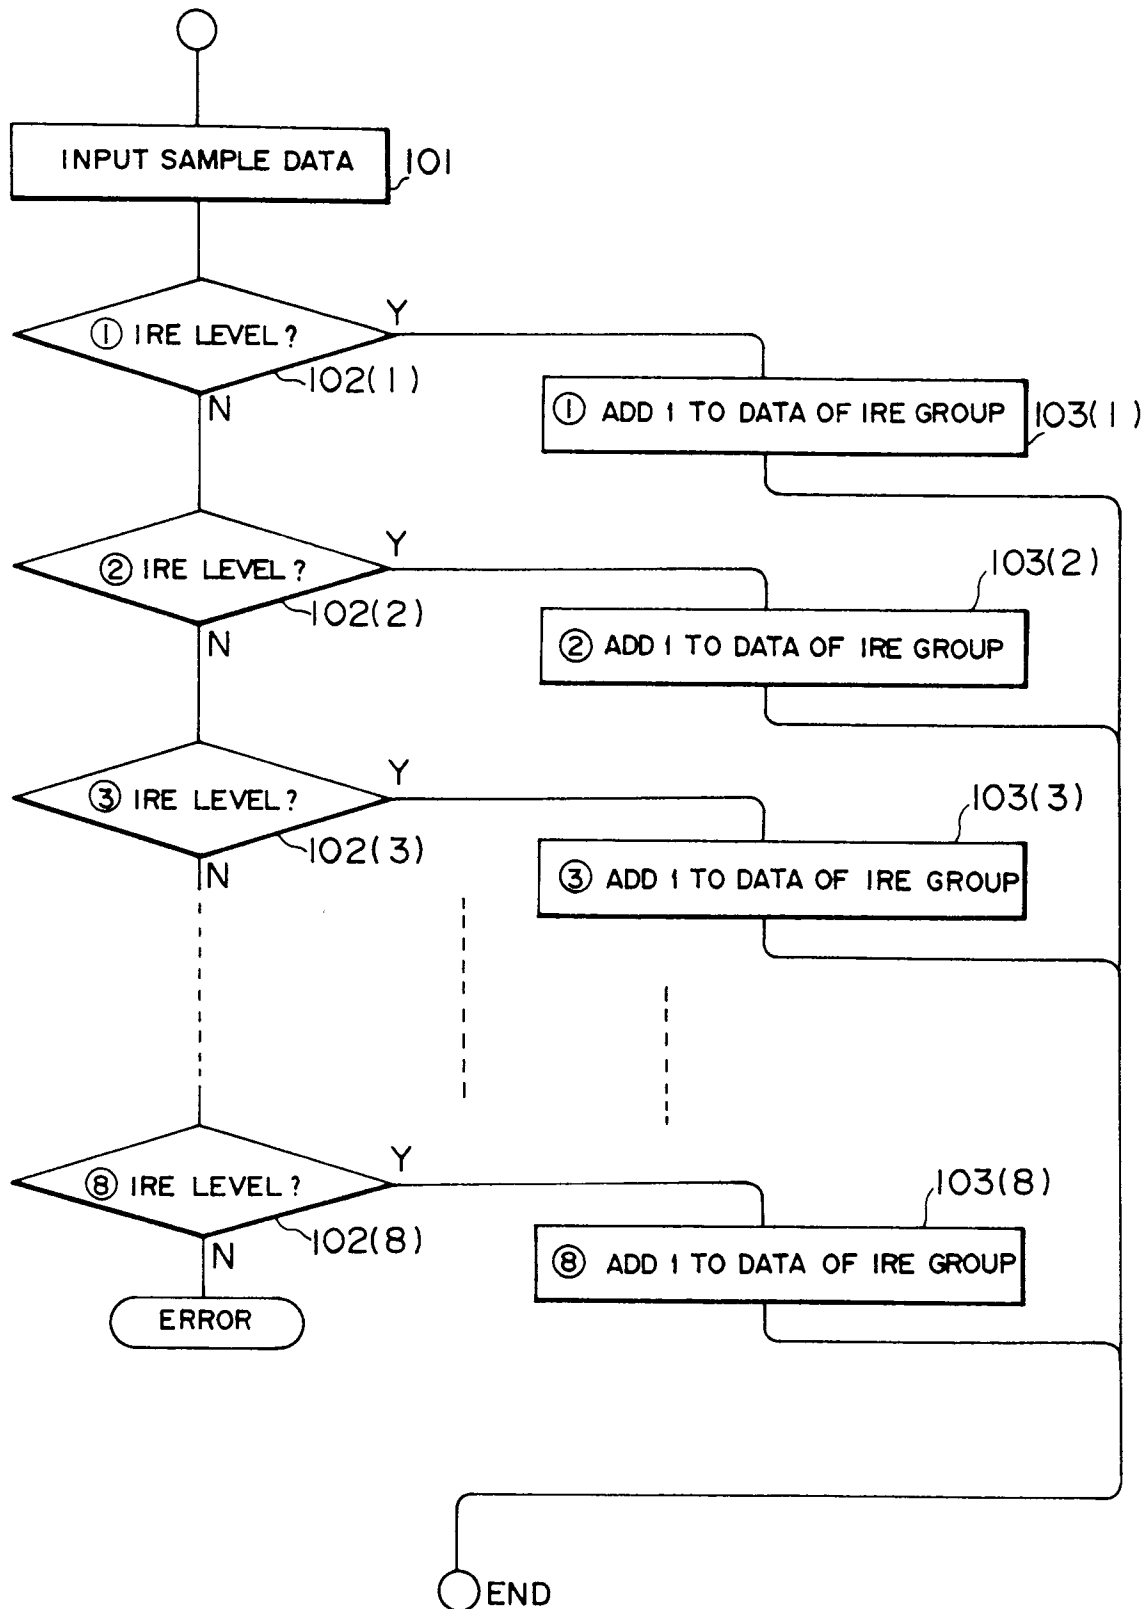 INPUT SAMPLE DATA
101
① IRE LEVEL?
Y
102(1)
N
① ADD 1 TO DATA OF IRE GROUP
103(1)
② IRE LEVEL?
Y
102(2)
N
103(2)
② ADD 1 TO DATA OF IRE GROUP
③ IRE LEVEL?
Y
102(3)
N
103(3)
③ ADD 1 TO DATA OF IRE GROUP
⑧ IRE LEVEL?
Y
102(8)
N
103(8)
⑧ ADD 1 TO DATA OF IRE GROUP
ERROR
END